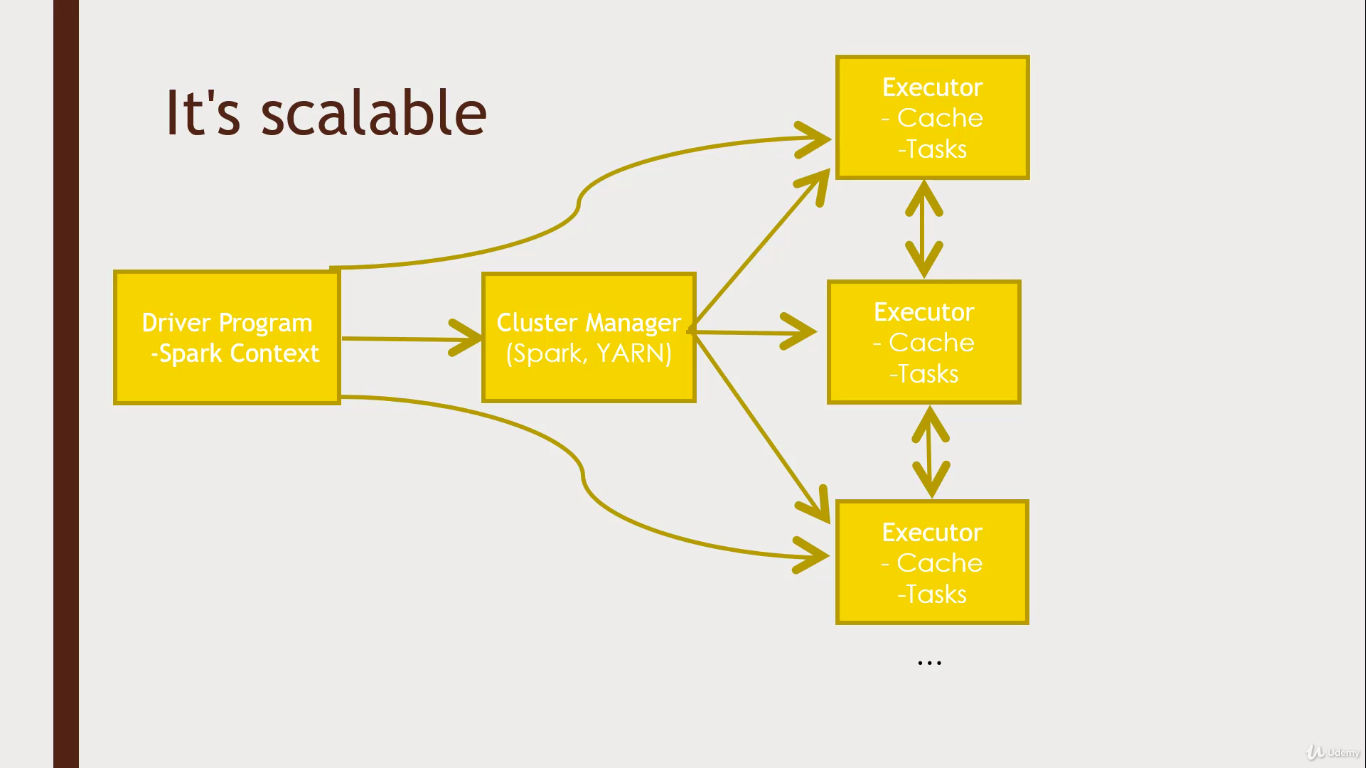 It's scalable
Executor
- Cache
-Tasks
Driver Program
-Spark Context
Cluster Manager
(Spark, YARN)
Executor
- Cache
-Tasks
Executor
- Cache
-Tasks
...
Udemy